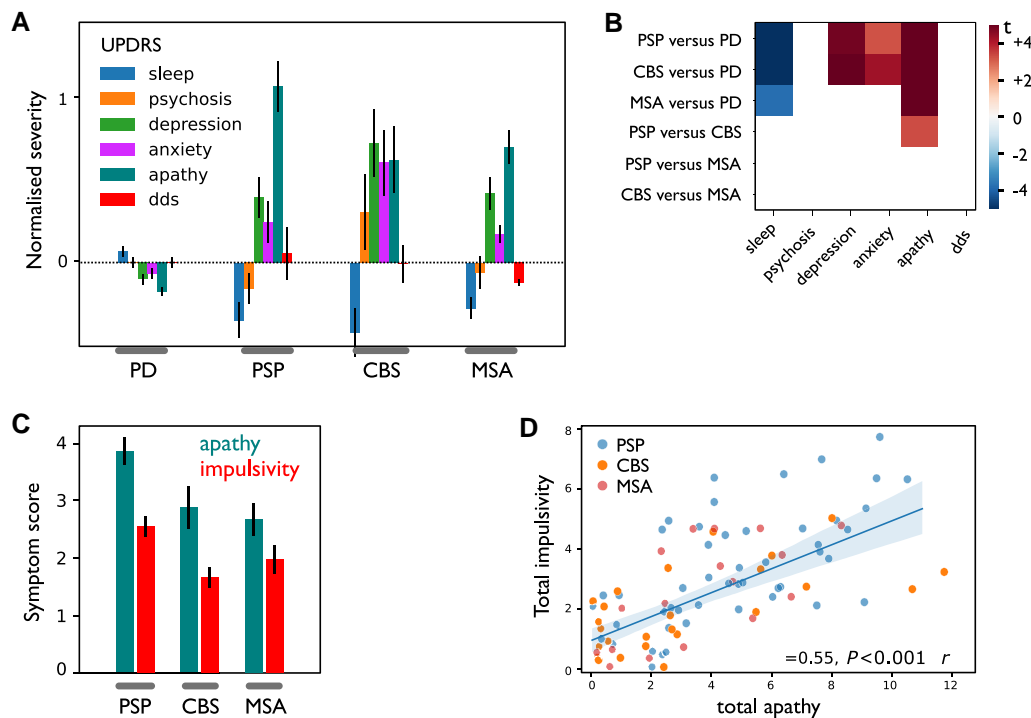 A
UPDRS
sleep
psychosis
depression
anxiety
apathy
dds
Normalised severity
1
0
PD PSP CBS MSA
B
PSP versus PD
CBS versus PD
MSA versus PD
PSP versus CBS
PSP versus MSA
CBS versus MSA
sleep
psychosis
depression
anxiety
apathy
dds
t
+4
+2
0
-2
-4
C
apathy
impulsivity
Symptom score
4
3
2
1
0
PSP CBS MSA
D
PSP
CBS
MSA
Total impulsivity
8
6
4
2
0
=0.55, P<0.001 r
0 2 4 6 8 10 12
total apathy